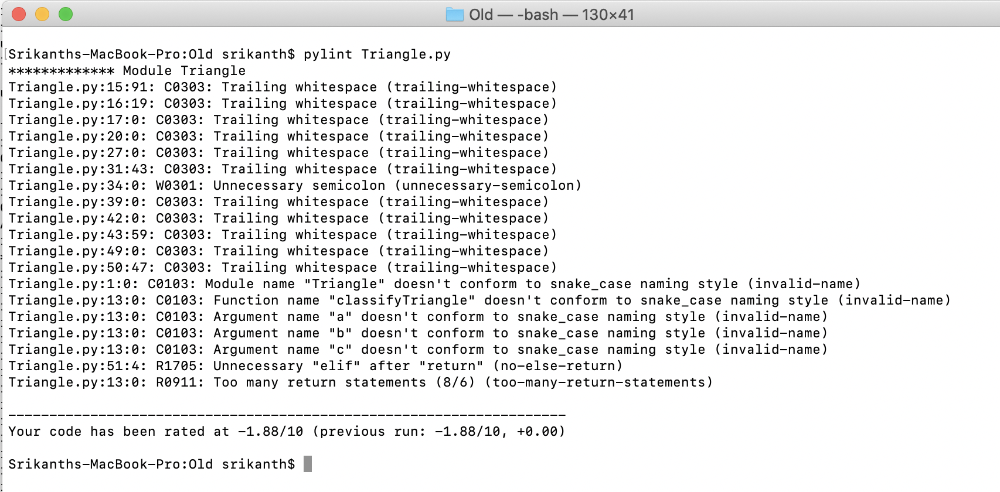 Old — -bash — 130×41
[Srikanths-MacBook-Pro:Old srikanth$ pylint Triangle.py
************* Module Triangle
Triangle.py:15:91: C0303: Trailing whitespace (trailing-whitespace)
Triangle.py:16:19: C0303: Trailing whitespace (trailing-whitespace)
Triangle.py:17:0: C0303: Trailing whitespace (trailing-whitespace)
Triangle.py:20:0: C0303: Trailing whitespace (trailing-whitespace)
Triangle.py:27:0: C0303: Trailing whitespace (trailing-whitespace)
Triangle.py:31:43: C0303: Trailing whitespace (trailing-whitespace)
Triangle.py:34:0: W0301: Unnecessary semicolon (unnecessary-semicolon)
Triangle.py:39:0: C0303: Trailing whitespace (trailing-whitespace)
Triangle.py:42:0: C0303: Trailing whitespace (trailing-whitespace)
Triangle.py:43:59: C0303: Trailing whitespace (trailing-whitespace)
Triangle.py:49:0: C0303: Trailing whitespace (trailing-whitespace)
Triangle.py:50:47: C0303: Trailing whitespace (trailing-whitespace)
Triangle.py:1:0: C0103: Module name "Triangle" doesn't conform to snake_case naming style (invalid-name)
Triangle.py:13:0: C0103: Function name "classifyTriangle" doesn't conform to snake_case naming style (invalid-name)
Triangle.py:13:0: C0103: Argument name "a" doesn't conform to snake_case naming style (invalid-name)
Triangle.py:13:0: C0103: Argument name "b" doesn't conform to snake_case naming style (invalid-name)
Triangle.py:13:0: C0103: Argument name "c" doesn't conform to snake_case naming style (invalid-name)
Triangle.py:51:4: R1705: Unnecessary "elif" after "return" (no-else-return)
Triangle.py:13:0: R0911: Too many return statements (8/6) (too-many-return-statements)
--------------------------------------------------------------------
Your code has been rated at -1.88/10 (previous run: -1.88/10, +0.00)
Srikanths-MacBook-Pro:Old srikanth$